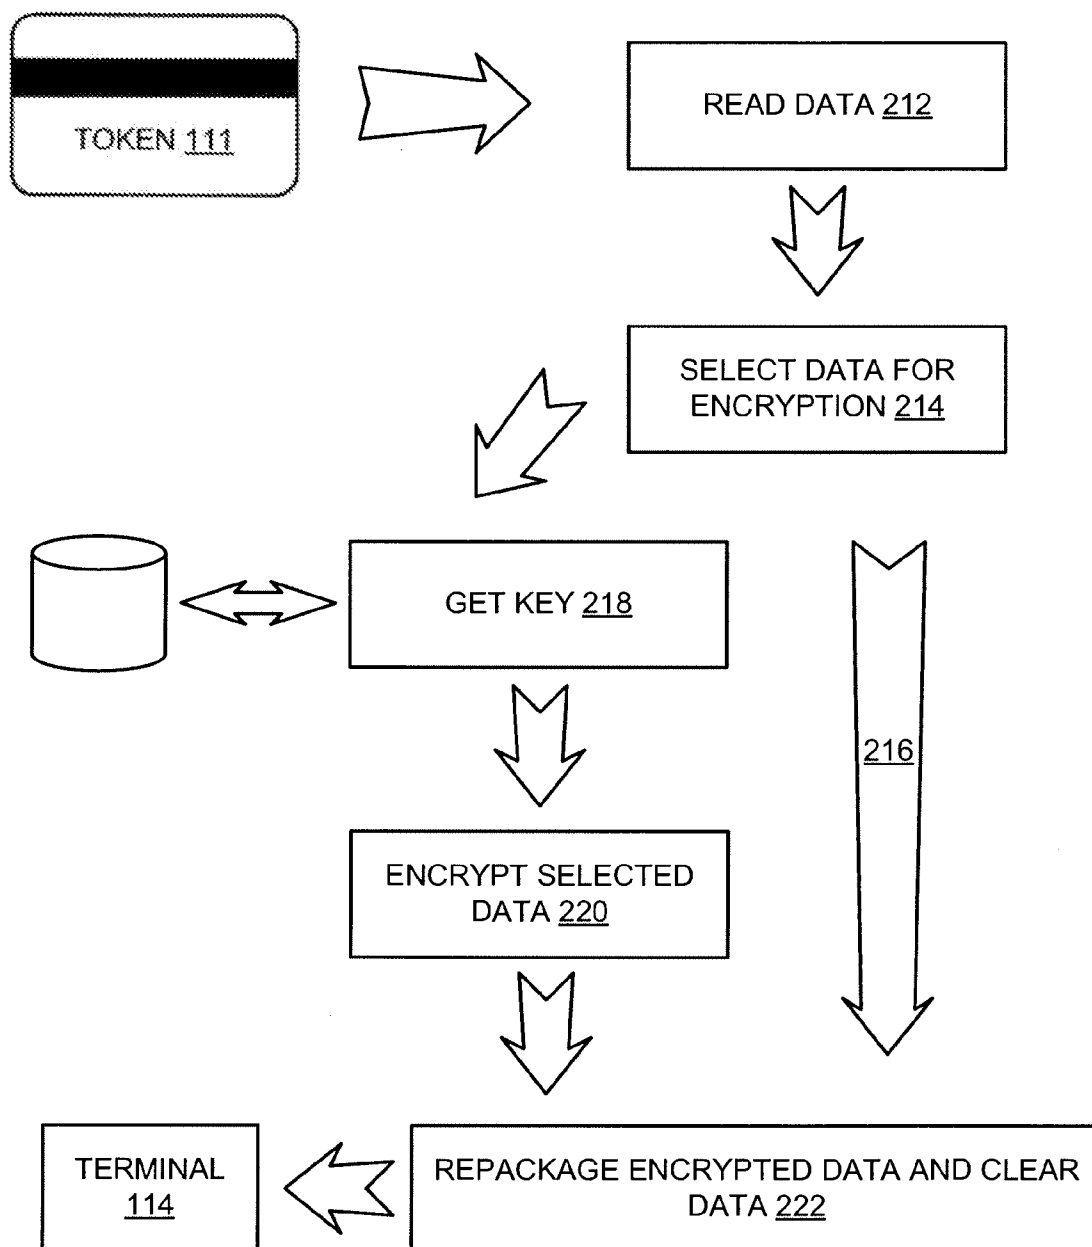 TOKEN 111
READ DATA 212
SELECT DATA FOR
ENCRYPTION 214
GET KEY 218
216
ENCRYPT SELECTED
DATA 220
TERMINAL
114
REPACKAGE ENCRYPTED DATA AND CLEAR
DATA 222